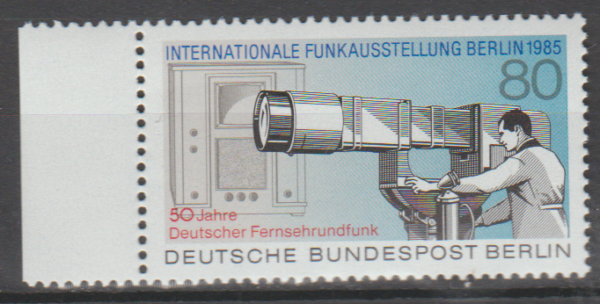 INTERNATIONALE FUNKAUSSTELLUNG BERLIN 1985
80
50 Jahre
Deutscher Fernsehrundfunk
DEUTSCHE BUNDESPOST BERLIN